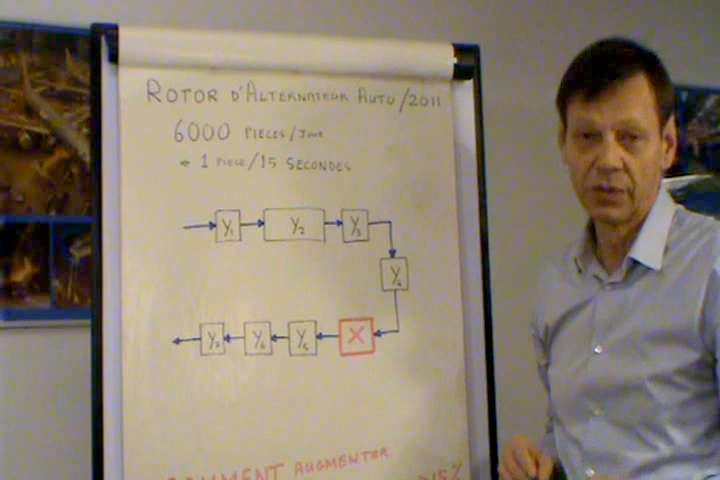 ROTOR D'ALTERNATEUR AUTO/2011
6000 PIECES/JOUR
1 PIECE/15 SECONDES
Y1 Y2 Y3
Y4
Y7 Y6 Y5 X
COMMENT AUGMENTER
15%